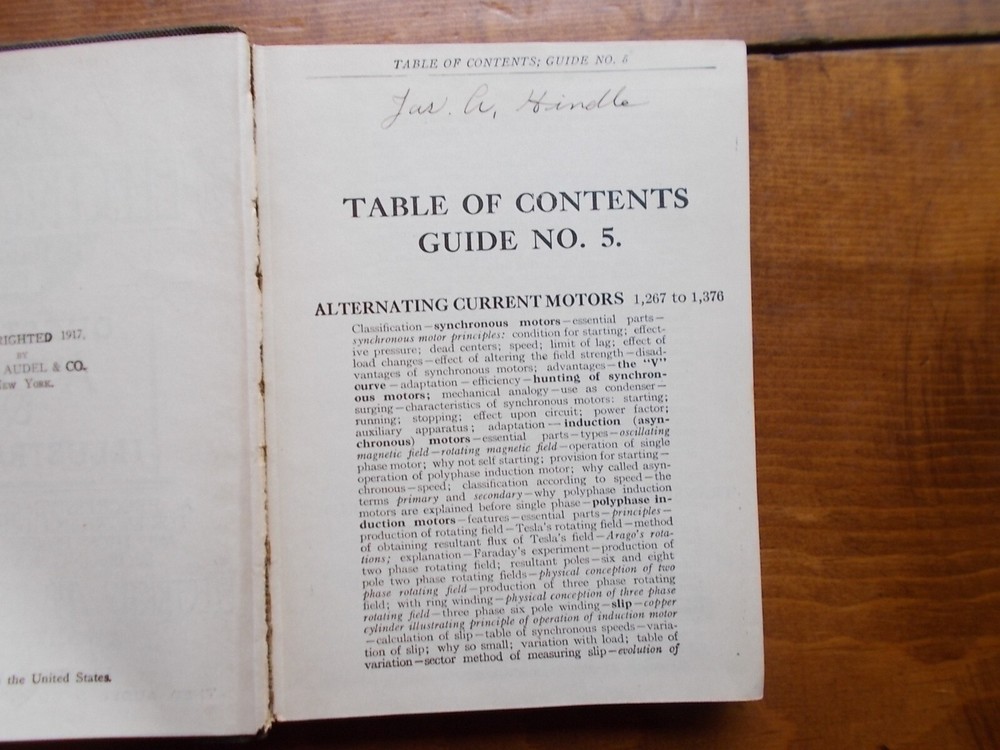 RIGHTED 1917,
BY
AUDEL & CO.
New York.
the United States.
TABLE OF CONTENTS; GUIDE NO. 5
Jas. A. Hindle
TABLE OF CONTENTS
GUIDE NO. 5.
ALTERNATING CURRENT MOTORS 1,267 to 1,376
Classification—synchronous motors—essential parts—
synchronous motor principles: condition for starting; effect-
ive pressure; dead centers; speed; limit of lag; effect of
load changes—effect of altering the field strength—disad-
vantages of synchronous motors; advantages—the "V"
curve—adaptation—efficiency—hunting of synchron-
ous motors; mechanical analogy—use as condenser—
surging—characteristics of synchronous motors: starting;
running; stopping; effect upon circuit; power factor;
auxiliary apparatus; adaptation—induction (asyn-
chronous) motors—essential parts—types—oscillating
magnetic field—rotating magnetic field—operation of single
phase motor; why not self starting; provision for starting—
operation of polyphase induction motor; why called asyn-
chronous—speed; classification according to speed—the
terms primary and secondary—why polyphase induction
motors are explained before single phase—polyphase in-
duction motors—features—essential parts—principles—
production of rotating field—Tesla's rotating field—method
of obtaining resultant flux of Tesla's field—Arago's rota-
tions; explanation—Faraday's experiment—production of
two phase rotating field; resultant poles—six and eight
pole two phase rotating fields—physical conception of two
phase rotating field—production of three phase rotating
field; with ring winding—physical conception of three phase
rotating field—three phase six pole winding—slip—copper
cylinder illustrating principle of operation of induction motor
—calculation of slip—table of synchronous speeds—varia-
tion of slip; why so small; variation with load; table of
variation—sector method of measuring slip—evolution of